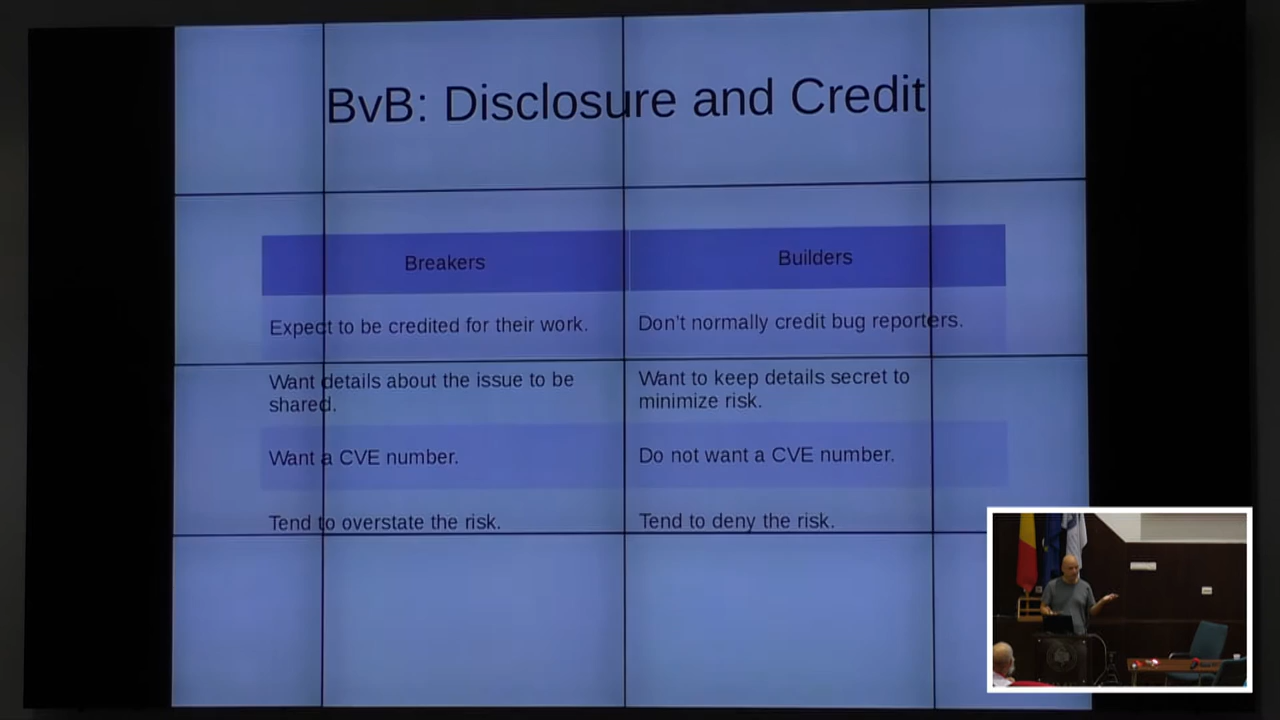 BvB: Disclosure and Credit
Breakers
Builders
Expect to be credited for their work.
Don't normally credit bug reporters.
Want details about the issue to be
shared.
Want to keep details secret to
minimize risk.
Want a CVE number.
Do not want a CVE number.
Tend to overstate the risk.
Tend to deny the risk.